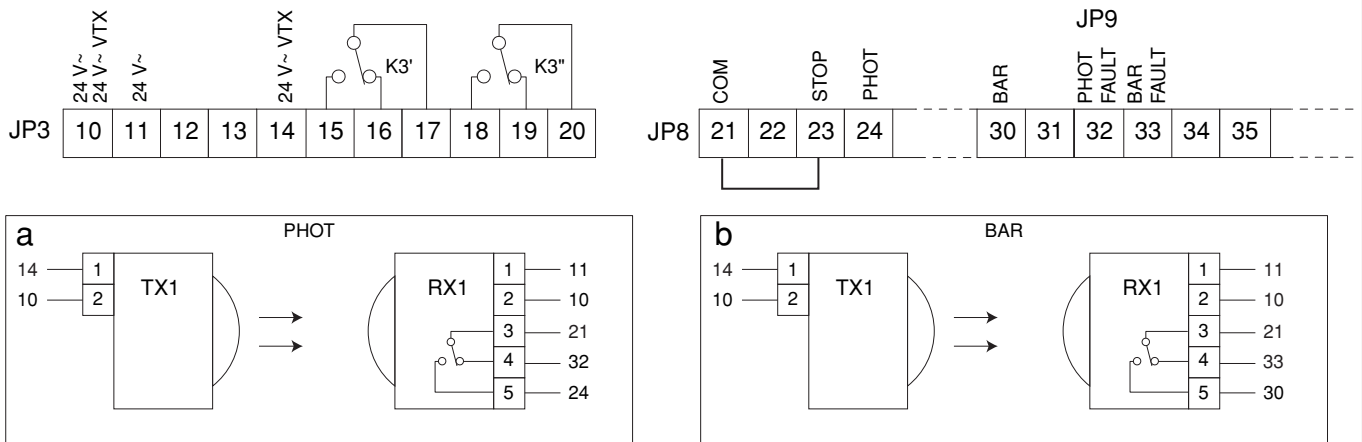 JP9
24 V~
24 V~ VTX
24 V~
24 V~ VTX
K3'
K3"
COM
STOP
PHOT
BAR
PHOT
FAULT
BAR
FAULT
JP3 10 11 12 13 14 15 16 17 18 19 20
JP8 21 22 23 24 30 31 32 33 34 35
a PHOT
14 1 TX1 RX1 1 11
10 2 2 10
3 21
4 32
5 24
b BAR
14 1 TX1 RX1 1 11
10 2 2 10
3 21
4 33
5 30